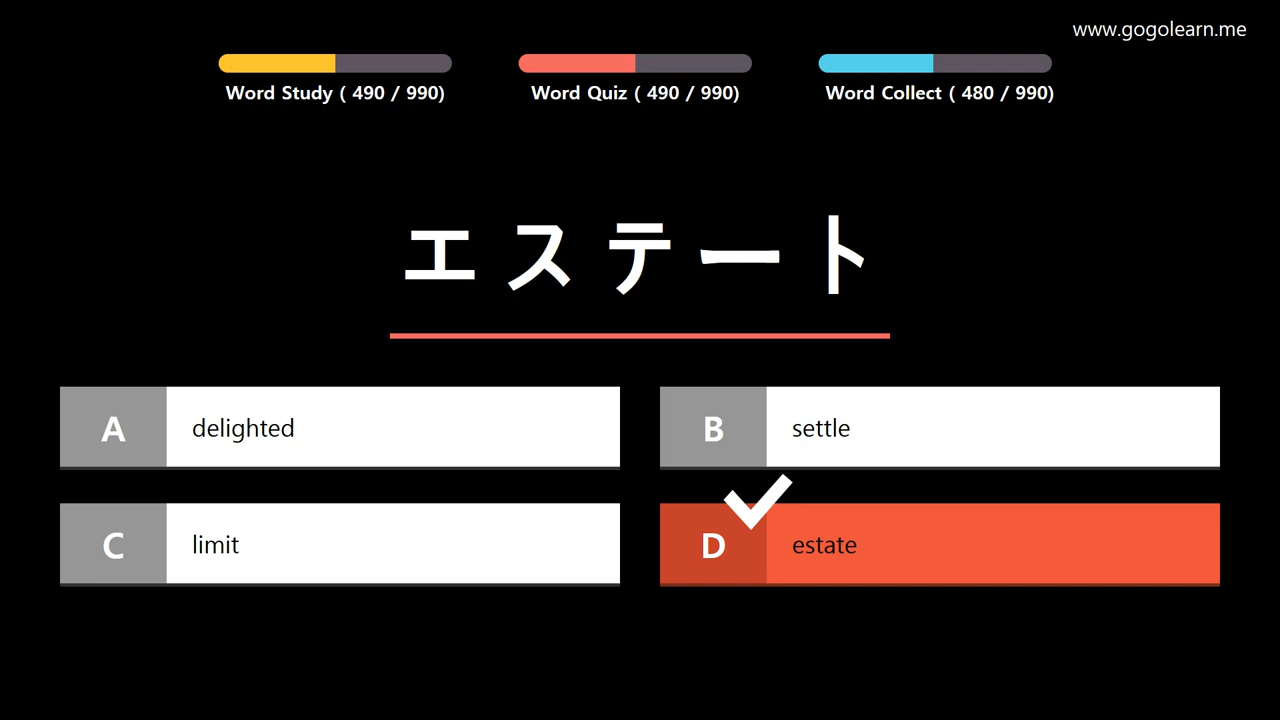 www.gogolearn.me
Word Study ( 490 / 990)
Word Quiz ( 490 / 990)
Word Collect ( 480 / 990)
エステート
A delighted
B settle
C limit
D estate